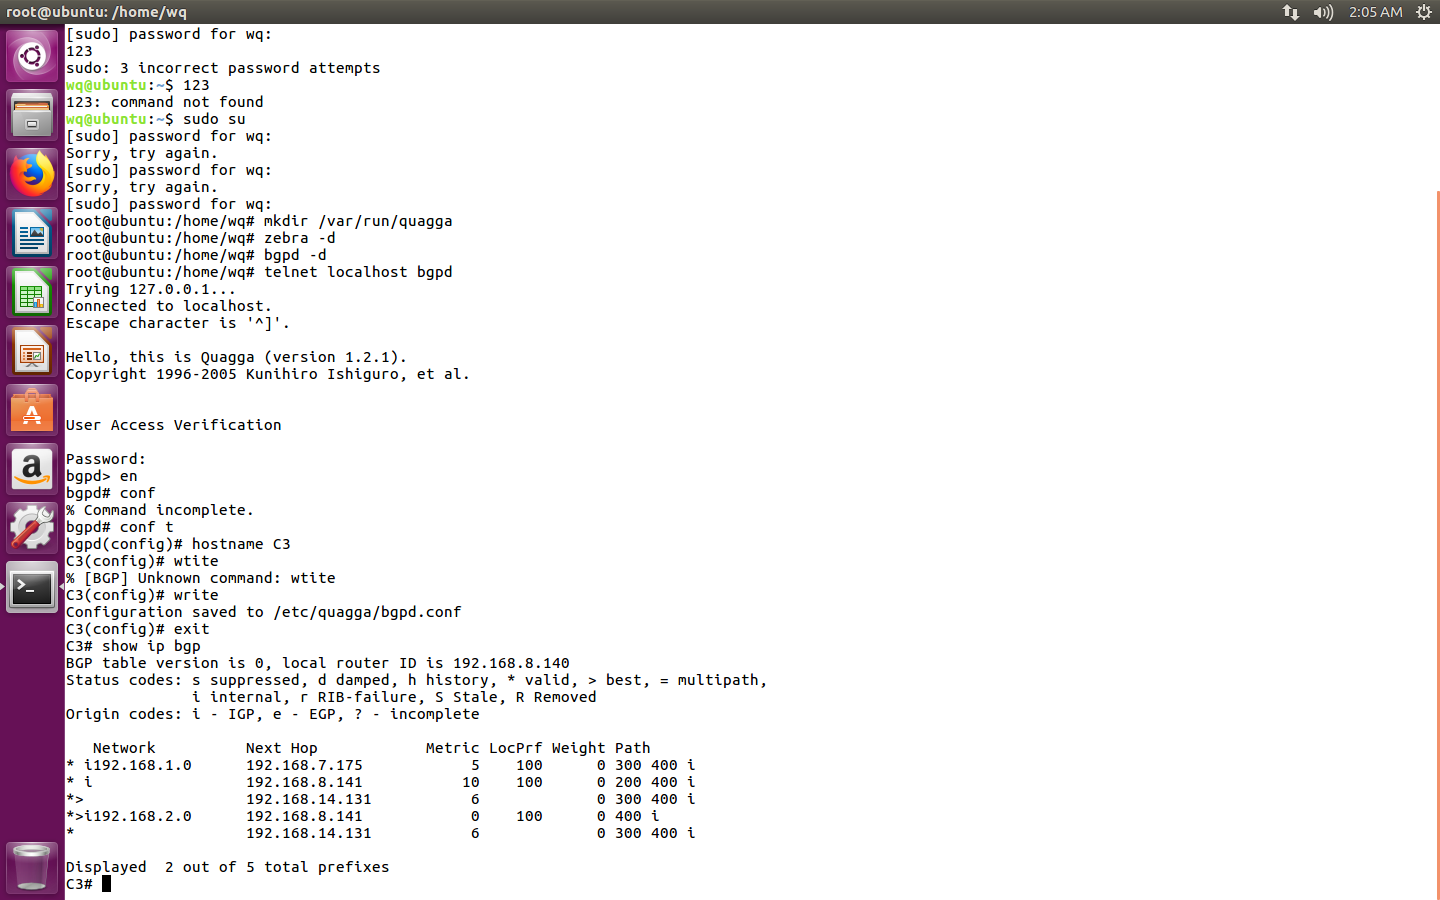 root@ubuntu: /home/wq
2:05 AM
[sudo] password for wq:
123
sudo: 3 incorrect password attempts
wq@ubuntu:~$ 123
123: command not found
wq@ubuntu:~$ sudo su
[sudo] password for wq:
Sorry, try again.
[sudo] password for wq:
Sorry, try again.
[sudo] password for wq:
root@ubuntu:/home/wq# mkdir /var/run/quagga
root@ubuntu:/home/wq# zebra -d
root@ubuntu:/home/wq# bgpd -d
root@ubuntu:/home/wq# telnet localhost bgpd
Trying 127.0.0.1...
Connected to localhost.
Escape character is '^]'.
Hello, this is Quagga (version 1.2.1).
Copyright 1996-2005 Kunihiro Ishiguro, et al.
User Access Verification
Password:
bgpd> en
bgpd# conf
% Command incomplete.
bgpd# conf t
bgpd(config)# hostname C3
C3(config)# wtite
% [BGP] Unknown command: wtite
C3(config)# write
Configuration saved to /etc/quagga/bgpd.conf
C3(config)# exit
C3# show ip bgp
BGP table version is 0, local router ID is 192.168.8.140
Status codes: s suppressed, d damped, h history, * valid, > best, = multipath,
              i internal, r RIB-failure, S Stale, R Removed
Origin codes: i - IGP, e - EGP, ? - incomplete
   Network          Next Hop            Metric LocPrf Weight Path
* i192.168.1.0      192.168.7.175            5    100      0 300 400 i
* i                 192.168.8.141           10    100      0 200 400 i
*>                  192.168.14.131           6             0 300 400 i
*>i192.168.2.0      192.168.8.141            0    100      0 400 i
*                   192.168.14.131           6             0 300 400 i
Displayed  2 out of 5 total prefixes
C3#